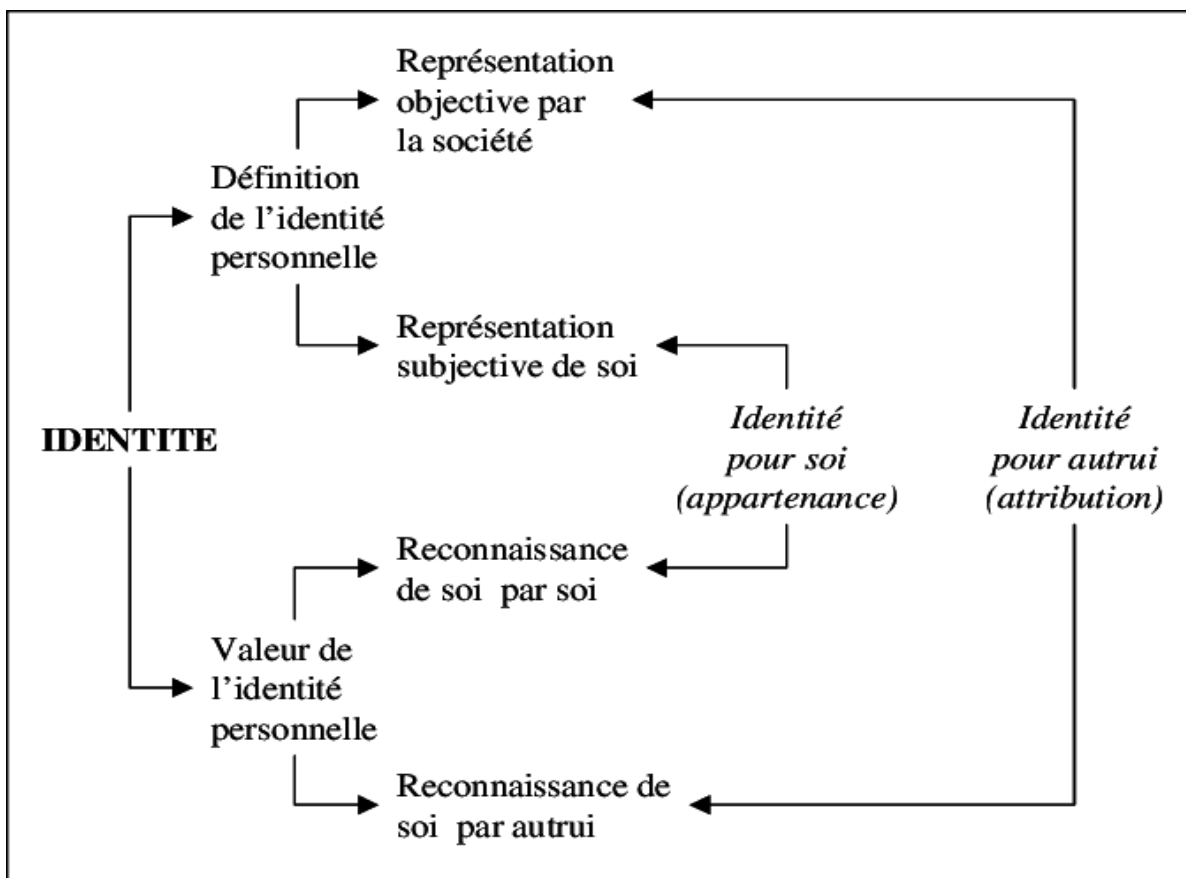 Représentation
objective par
la société
Définition
de l’identité
personnelle
Représentation
subjective de soi
IDENTITE
Identité
pour soi
(appartenance)
Identité
pour autrui
(attribution)
Reconnaissance
de soi par soi
Valeur de
l’identité
personnelle
Reconnaissance de
soi par autrui